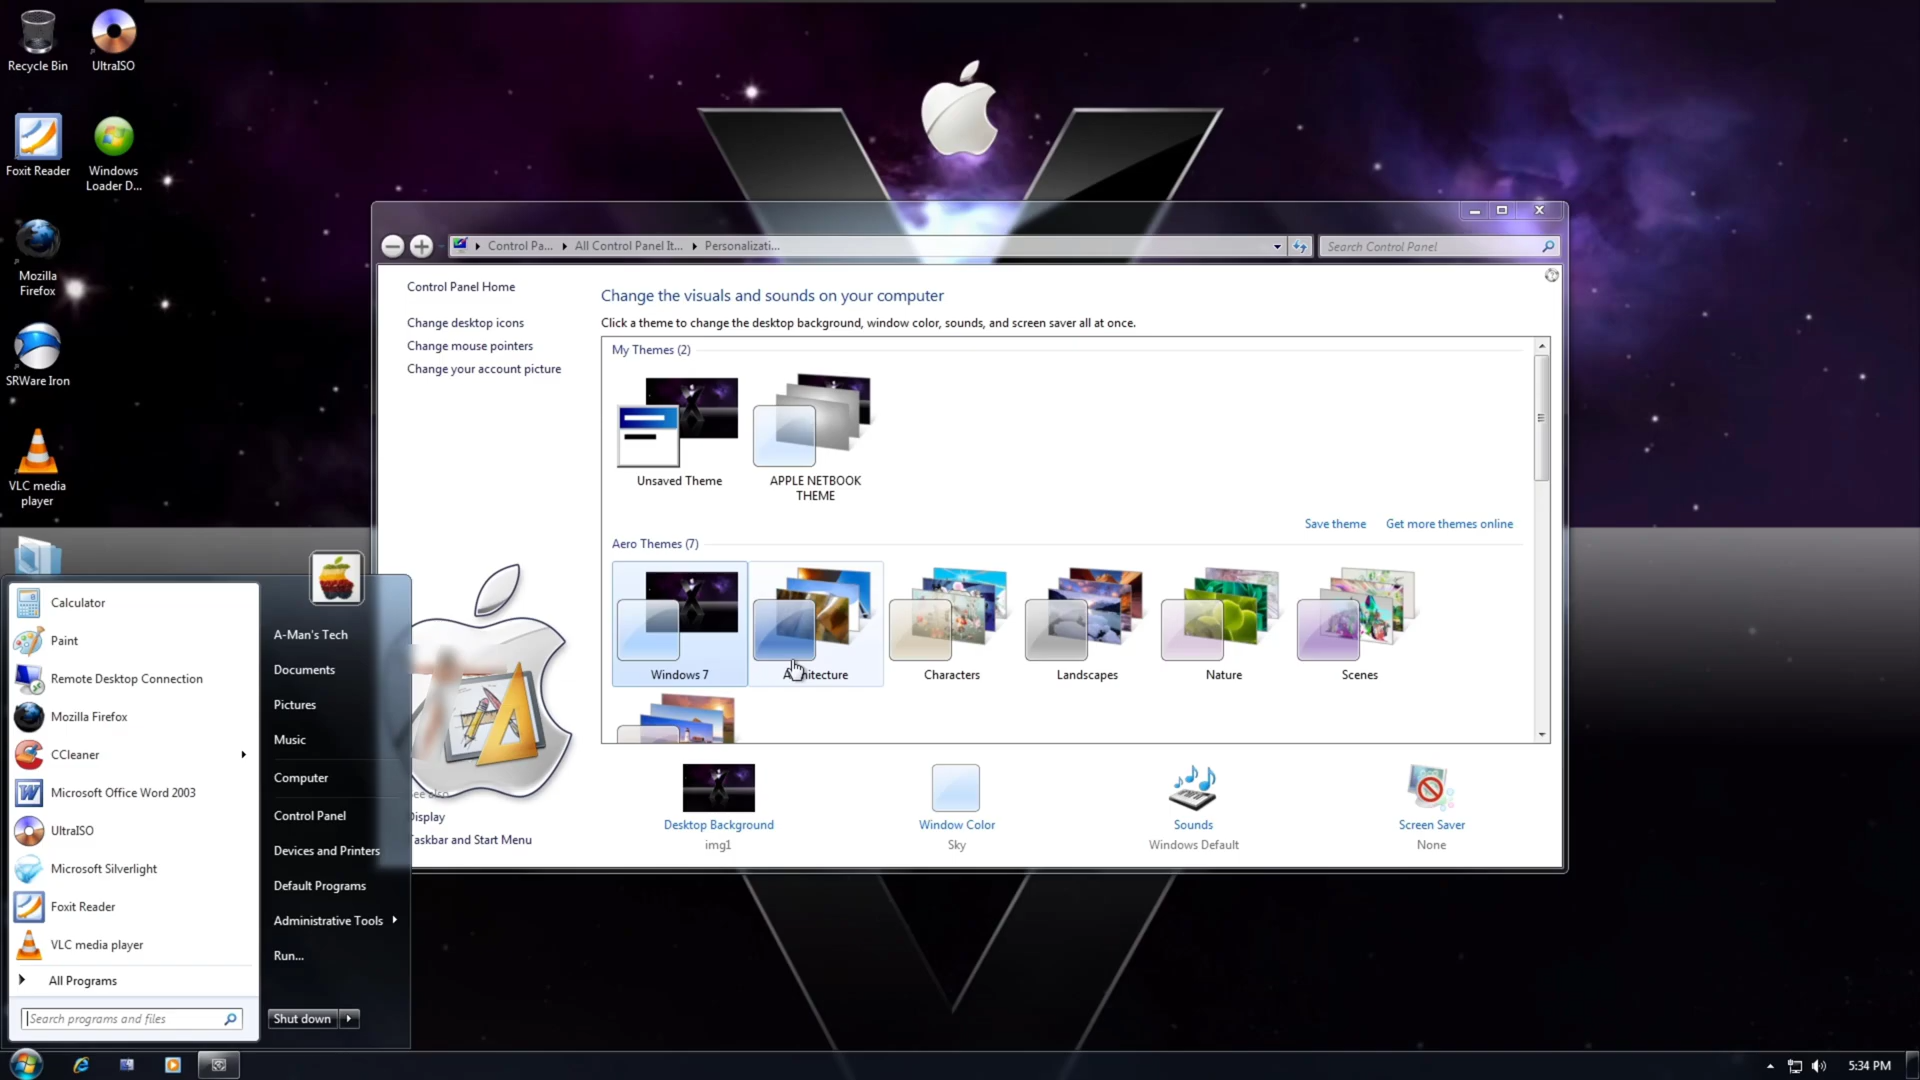 Recycle Bin
UltraISO
Foxit Reader
Windows
Loader D...
Mozilla
Firefox
SRWare Iron
VLC media
player
Control Pa...
All Control Panel It...
Personalizati...
Search Control Panel
Control Panel Home
Change desktop icons
Change mouse pointers
Change your account picture
Change the visuals and sounds on your computer
Click a theme to change the desktop background, window color, sounds, and screen saver all at once.
My Themes (2)
Unsaved Theme
APPLE NETBOOK
THEME
Save theme
Get more themes online
Aero Themes (7)
Windows 7
Architecture
Characters
Landscapes
Nature
Scenes
Desktop Background
img1
Window Color
Sky
Sounds
Windows Default
Screen Saver
None
See also
Display
Taskbar and Start Menu
Calculator
Paint
Remote Desktop Connection
Mozilla Firefox
CCleaner
Microsoft Office Word 2003
UltraISO
Microsoft Silverlight
Foxit Reader
VLC media player
All Programs
Search programs and files
A-Man's Tech
Documents
Pictures
Music
Computer
Control Panel
Devices and Printers
Default Programs
Administrative Tools
Run...
Shut down
5:34 PM